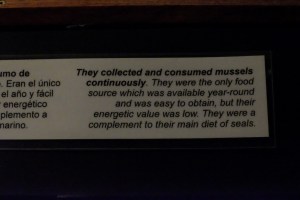 umo de
. Eran el único
el año y fácil
r energético
plemento a
marino.
They collected and consumed mussels
continuously. They were the only food
source which was available year-round
and was easy to obtain, but their
energetic value was low. They were a
complement to their main diet of seals.